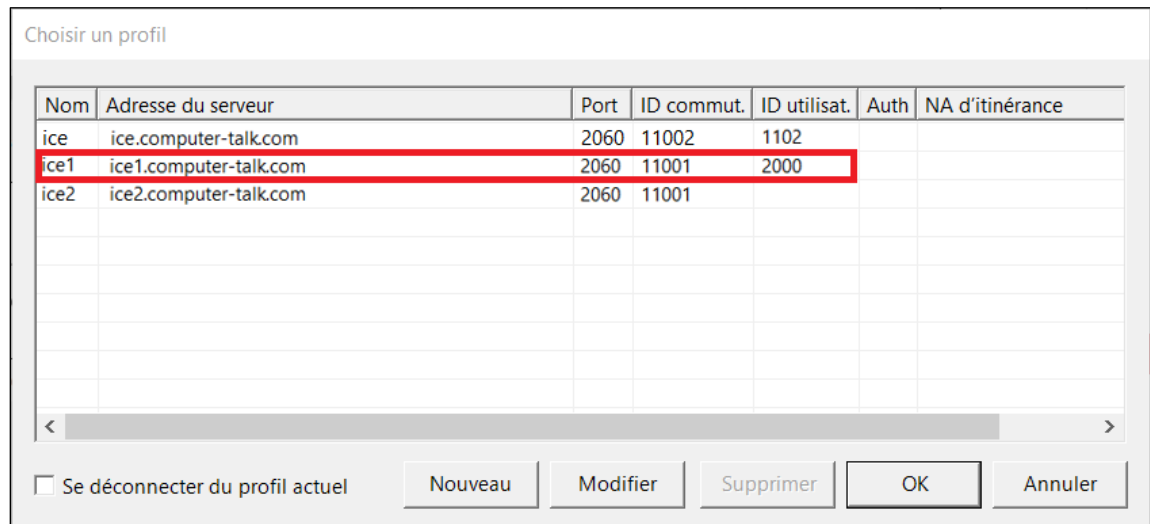 Choisir un profil
Nom Adresse du serveur Port ID commut. ID utilisat. Auth NA d'itinérance
ice ice.computer-talk.com 2060 11002 1102
ice1 ice1.computer-talk.com 2060 11001 2000
ice2 ice2.computer-talk.com 2060 11001
Se déconnecter du profil actuel Nouveau Modifier Supprimer OK Annuler